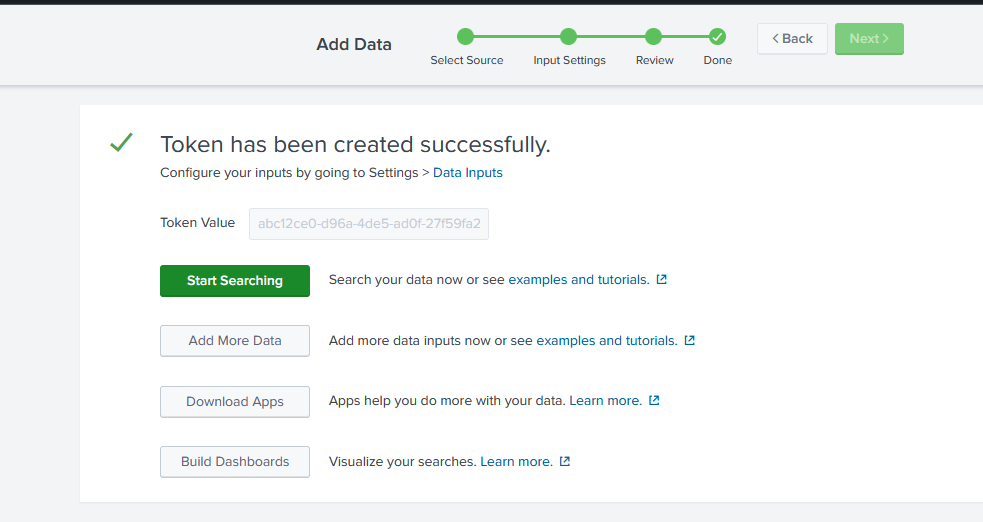 Add Data
Select Source
Input Settings
Review
Done
< Back
Next >
Token has been created successfully.
Configure your inputs by going to Settings > Data Inputs
Token Value
abc12ce0-d96a-4de5-ad0f-27f59fa2
Start Searching
Search your data now or see examples and tutorials.
Add More Data
Add more data inputs now or see examples and tutorials.
Download Apps
Apps help you do more with your data. Learn more.
Build Dashboards
Visualize your searches. Learn more.